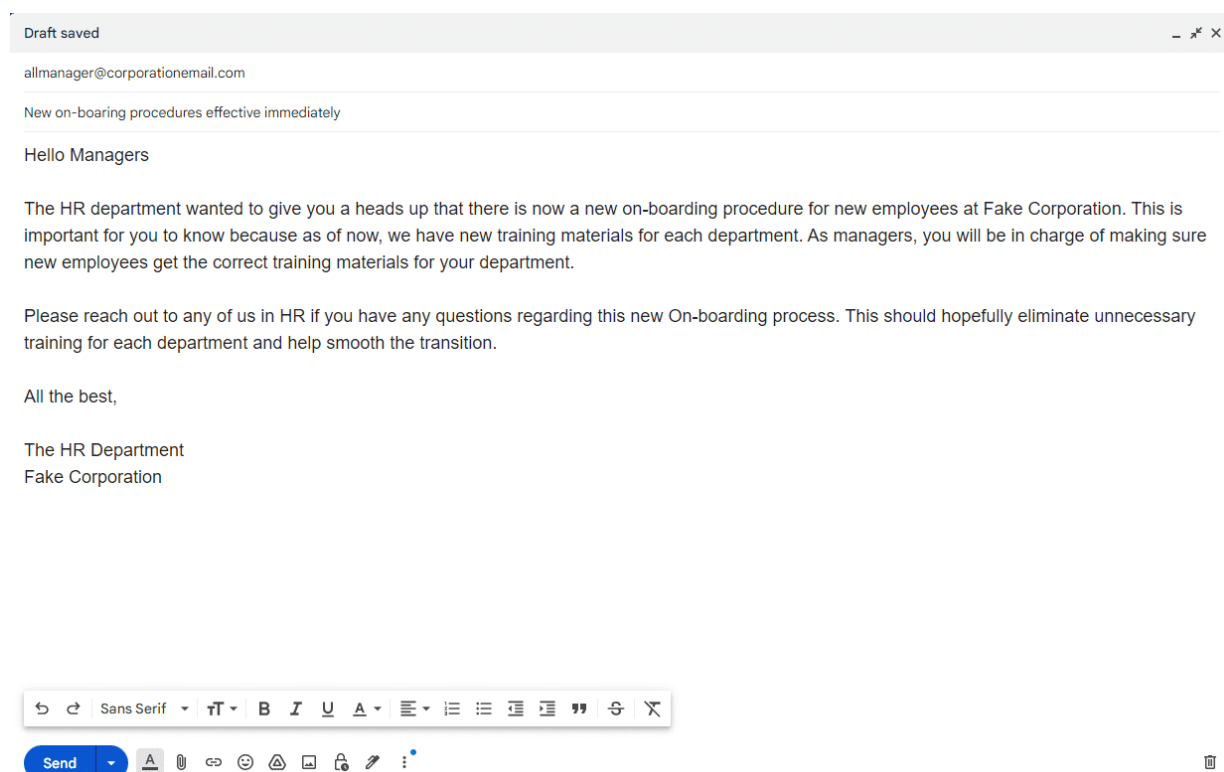 Draft saved
allmanager@corporationemail.com
New on-boaring procedures effective immediately
Hello Managers
The HR department wanted to give you a heads up that there is now a new on-boarding procedure for new employees at Fake Corporation. This is
important for you to know because as of now, we have new training materials for each department. As managers, you will be in charge of making sure
new employees get the correct training materials for your department.
Please reach out to any of us in HR if you have any questions regarding this new On-boarding process. This should hopefully eliminate unnecessary
training for each department and help smooth the transition.
All the best,
The HR Department
Fake Corporation
Sans Serif
Send